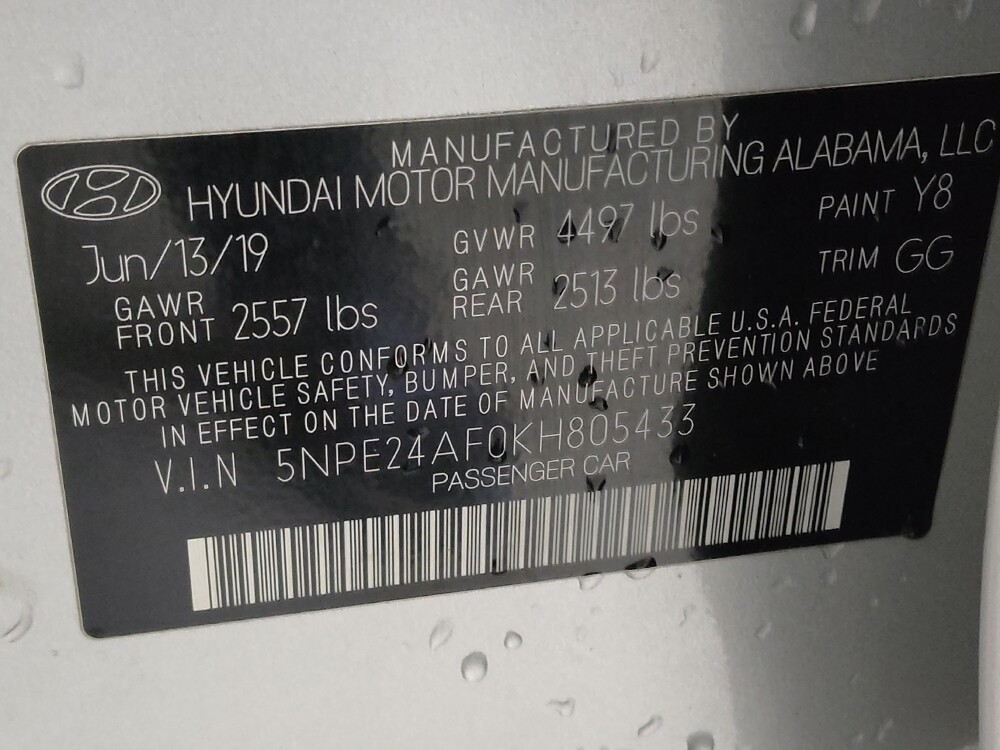 MANUFACTURED BY
HYUNDAI MOTOR MANUFACTURING ALABAMA, LLC
Jun/13/19 GVWR 4497 lbs PAINT Y8
GAWR FRONT 2557 lbs GAWR REAR 2513 lbs TRIM GG
THIS VEHICLE CONFORMS TO ALL APPLICABLE U.S.A. FEDERAL
MOTOR VEHICLE SAFETY, BUMPER, AND THEFT PREVENTION STANDARDS
IN EFFECT ON THE DATE OF MANUFACTURE SHOWN ABOVE
V.I.N 5NPE24AF0KH805433
PASSENGER CAR